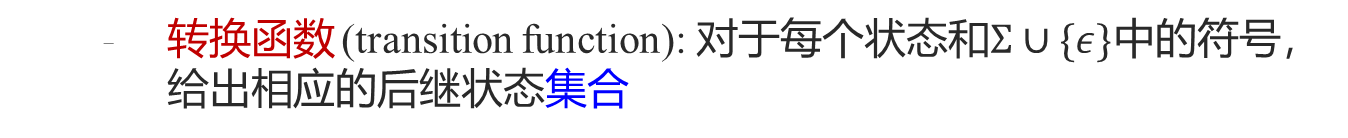 – 转换函数(transition function): 对于每个状态和Σ ∪ {ϵ}中的符号,
给出相应的后继状态集合